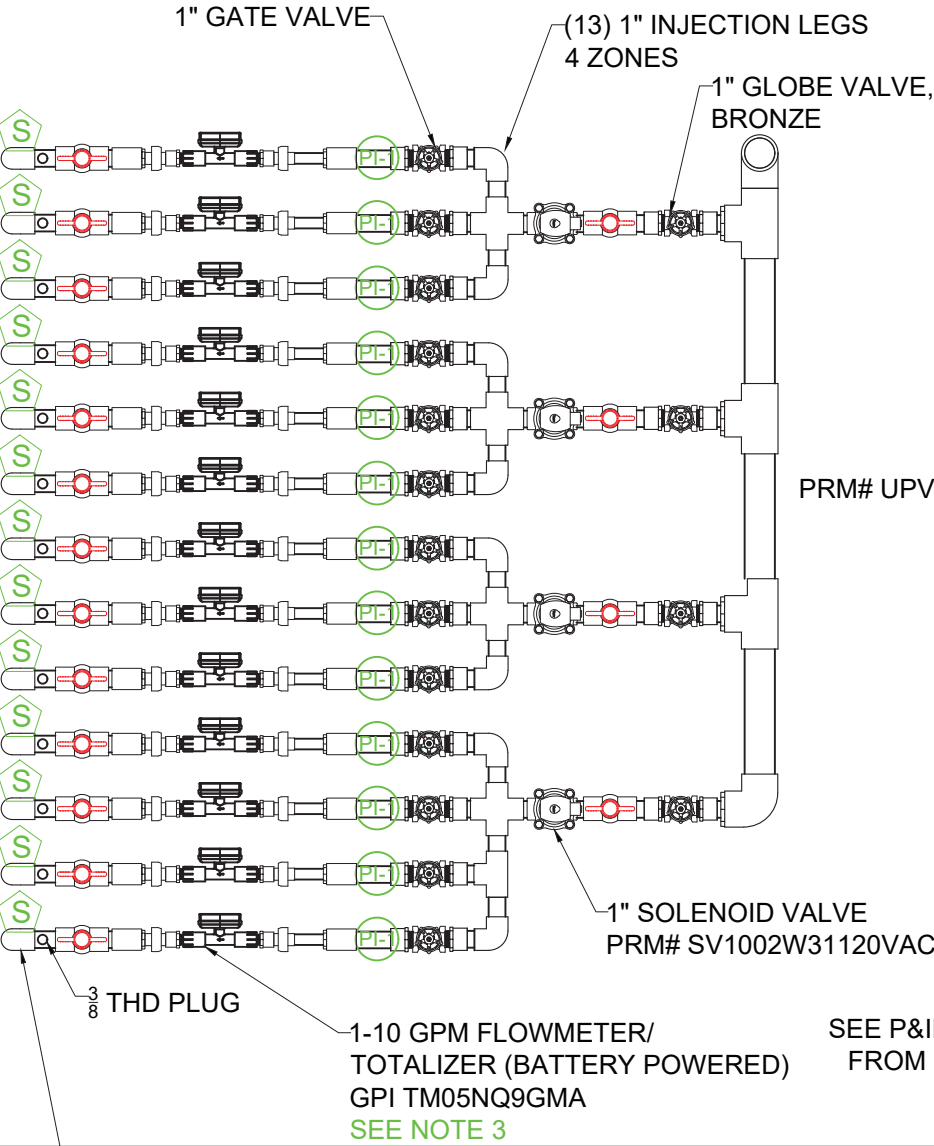 1" GATE VALVE
(13) 1" INJECTION LEGS
4 ZONES
1" GLOBE VALVE,
BRONZE
S
PI-1
S
PI-1
S
PI-1
S
PI-1
S
PI-1
S
PI-1
PRM# UPV
S
PI-1
S
PI-1
S
PI-1
S
PI-1
S
PI-1
S
PI-1
S
PI-1
1" SOLENOID VALVE
PRM# SV1002W31120VAC
3/8 THD PLUG
1-10 GPM FLOWMETER/
TOTALIZER (BATTERY POWERED)
GPI TM05NQ9GMA
SEE NOTE 3
SEE P&I
FROM